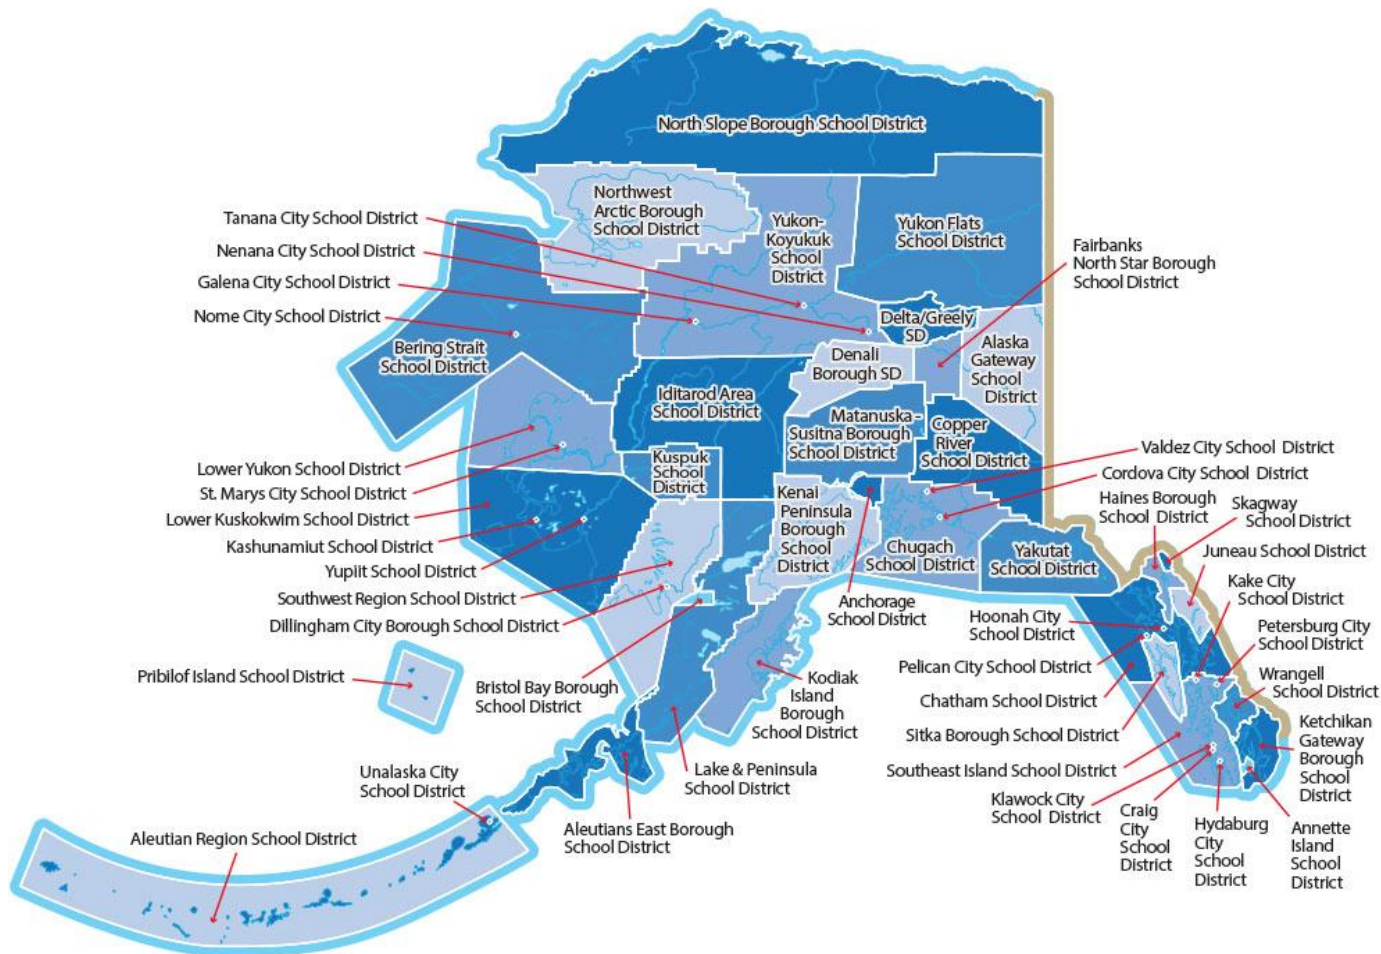 North Slope Borough School District
Northwest
Arctic Borough
School District
Yukon-
Koyukuk
School
District
Yukon Flats
School District
Tanana City School District
Nenana City School District
Galena City School District
Nome City School District
Fairbanks
North Star Borough
School District
Bering Strait
School District
Delta/Greely
SD
Denali
Borough SD
Alaska
Gateway
School
District
Iditarod Area
School District
Matanuska-
Susitna Borough
School District
Copper
River
School District
Kuspuk
School
District
Lower Yukon School District
St. Marys City School District
Lower Kuskokwim School District
Kashunamiut School District
Yupiit School District
Southwest Region School District
Dillingham City Borough School District
Kenai
Peninsula
Borough
School
District
Chugach
School District
Yakutat
School District
Valdez City School District
Cordova City School District
Haines Borough
School District
Skagway
School District
Juneau School District
Kake City
School District
Petersburg City
School District
Wrangell
School District
Ketchikan
Gateway
Borough
School
District
Anchorage
School District
Hoonah City
School District
Pelican City School District
Chatham School District
Sitka Borough School District
Southeast Island School District
Klawock City
School District
Craig
City
School
District
Hydaburg
City
School
District
Annette
Island
School
District
Pribilof Island School District
Bristol Bay Borough
School District
Kodiak
Island
Borough
School District
Lake & Peninsula
School District
Unalaska City
School District
Aleutians East Borough
School District
Aleutian Region School District